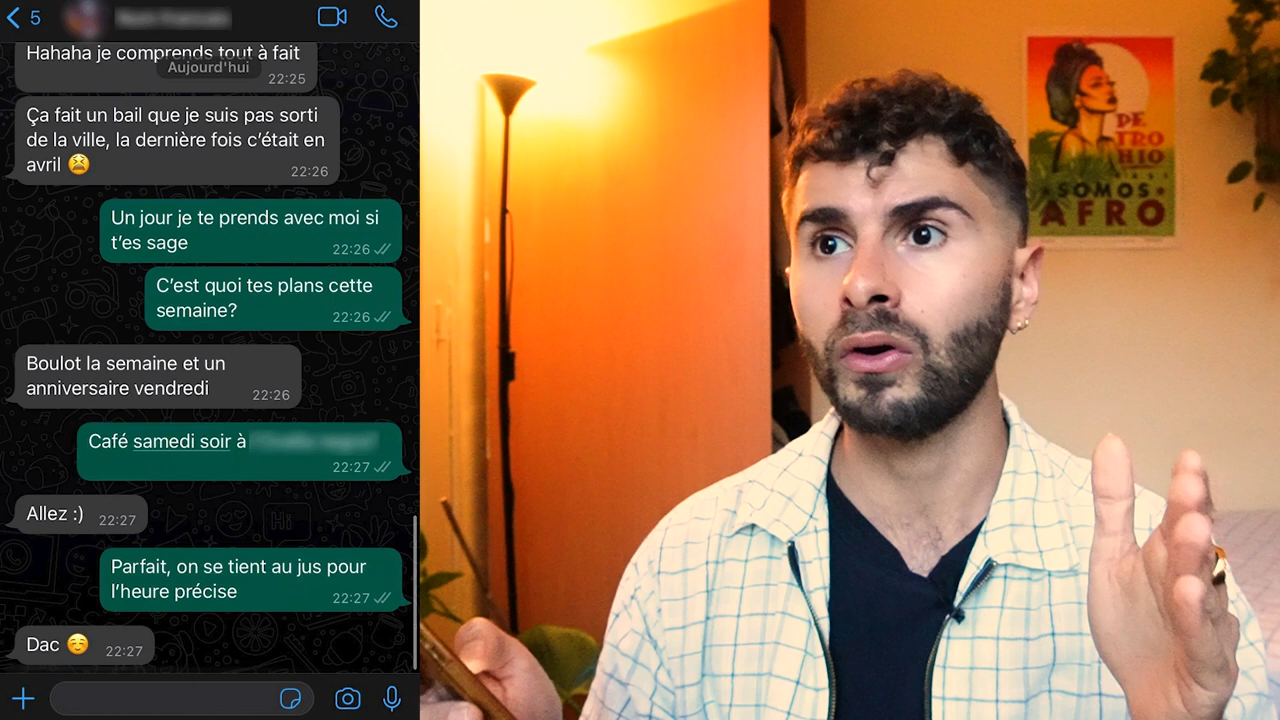 5
Hahaha je comprends tout à fait
Aujourd'hui
22:25
Ça fait un bail que je suis pas sorti
de la ville, la dernière fois c’était en
avril 😫
22:26
Un jour je te prends avec moi si
t’es sage
22:26
C’est quoi tes plans cette
semaine?
22:26
Boulot la semaine et un
anniversaire vendredi
22:26
Café samedi soir à
22:27
Allez :)
22:27
Parfait, on se tient au jus pour
l’heure précise
22:27
Dac ☺️
22:27
Hi
PE
TRO
HIO
SOMOS
AFRO